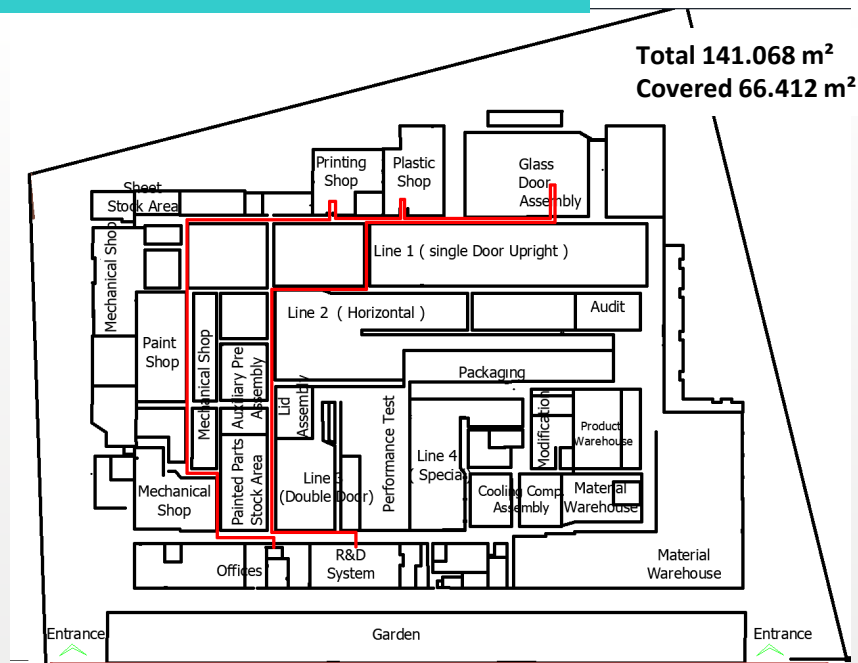 Total 141.068 m²
Covered 66.412 m²
Printing
Shop
Plastic
Shop
Glass
Door
Assembly
Sheet
Stock Area
Mechanical Shop
Line 1 ( single Door Upright )
Line 2 ( Horizontal )
Audit
Paint
Shop
Mechanical Shop
Auxiliary Pre
Assembly
Packaging
Lid
Assembly
Performance Test
Modification
Product
Warehouse
Line 4
( Special
Mechanical
Shop
Painted Parts
Stock Area
Line 3
(Double Door)
Cooling Comp.
Assembly
Material
Warehouse
Offices
R&D
System
Material
Warehouse
Entrance
Garden
Entrance